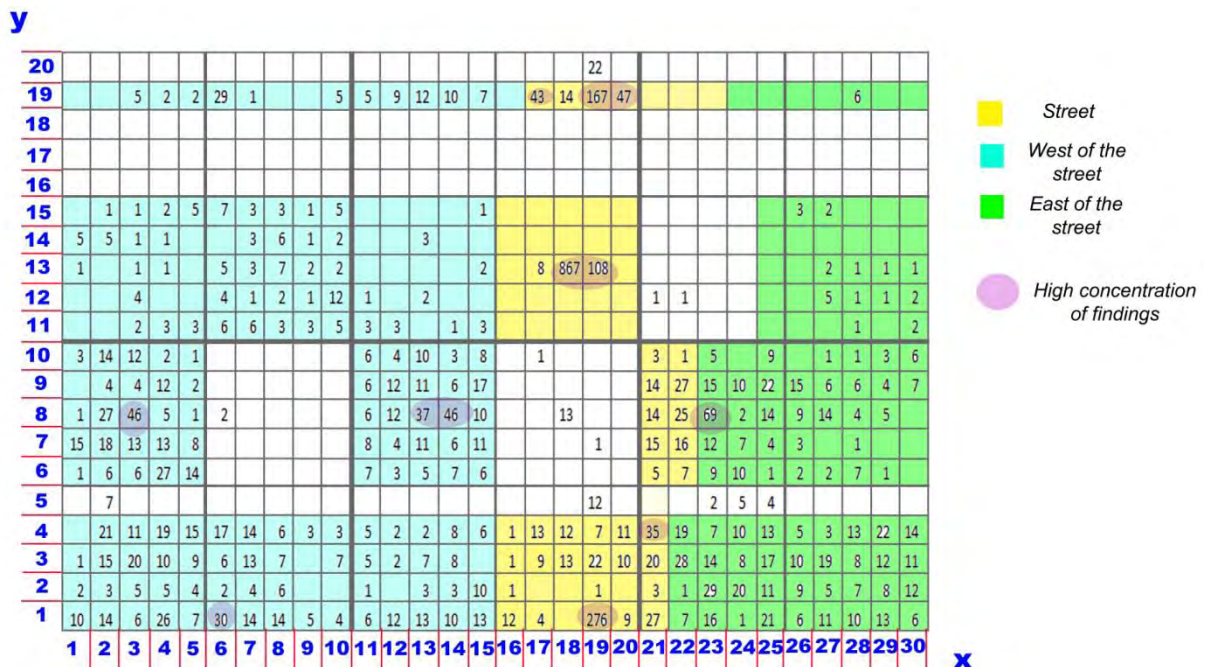 y
20 22
19 5 2 2 29 1 5 5 9 12 10 7 43 14 167 47 6
18
17
16
15 1 1 2 5 7 3 3 1 5 1 3 2
14 5 5 1 1 3 6 1 2 3
13 1 1 1 5 3 7 2 2 2 8 867 108 2 1 1 1
12 4 4 1 2 1 12 1 2 1 1 5 1 1 2
11 2 3 3 6 6 3 3 5 3 3 1 3 1 2
10 3 14 12 2 1 6 4 10 3 8 1 3 1 5 9 1 1 3 6
9 4 4 12 2 6 12 11 6 17 14 27 15 10 22 15 6 6 4 7
8 1 27 46 5 1 2 6 12 37 46 10 13 14 25 69 2 14 9 14 4 5
7 15 18 13 13 8 8 4 11 6 11 1 15 16 12 7 4 3 1
6 1 6 6 27 14 7 3 5 7 6 5 7 9 10 1 2 2 7 1
5 7 12 2 5 4
4 21 11 19 15 17 14 6 3 3 5 2 2 8 6 1 13 12 7 11 35 19 7 10 13 5 3 13 22 14
3 1 15 20 10 9 6 13 7 7 5 2 7 8 1 9 13 22 10 20 28 14 8 17 10 19 8 12 11
2 2 3 5 5 4 2 4 6 1 3 3 10 1 1 3 1 29 20 11 9 5 7 8 12
1 10 14 6 26 7 30 14 14 5 4 6 12 13 10 13 12 4 276 9 27 7 16 1 21 6 11 10 13 6
1 2 3 4 5 6 7 8 9 10 11 12 13 14 15 16 17 18 19 20 21 22 23 24 25 26 27 28 29 30
x
Street
West of the
street
East of the
street
High concentration
of findings